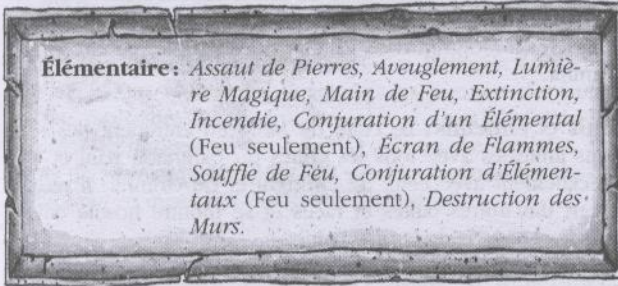 Élémentaire: Assaut de Pierres, Aveuglement, Lumiè-
re Magique, Main de Feu, Extinction,
Incendie, Conjuration d'un Élémental
(Feu seulement), Écran de Flammes,
Souffle de Feu, Conjuration d'Élémen-
taux (Feu seulement), Destruction des
Murs.